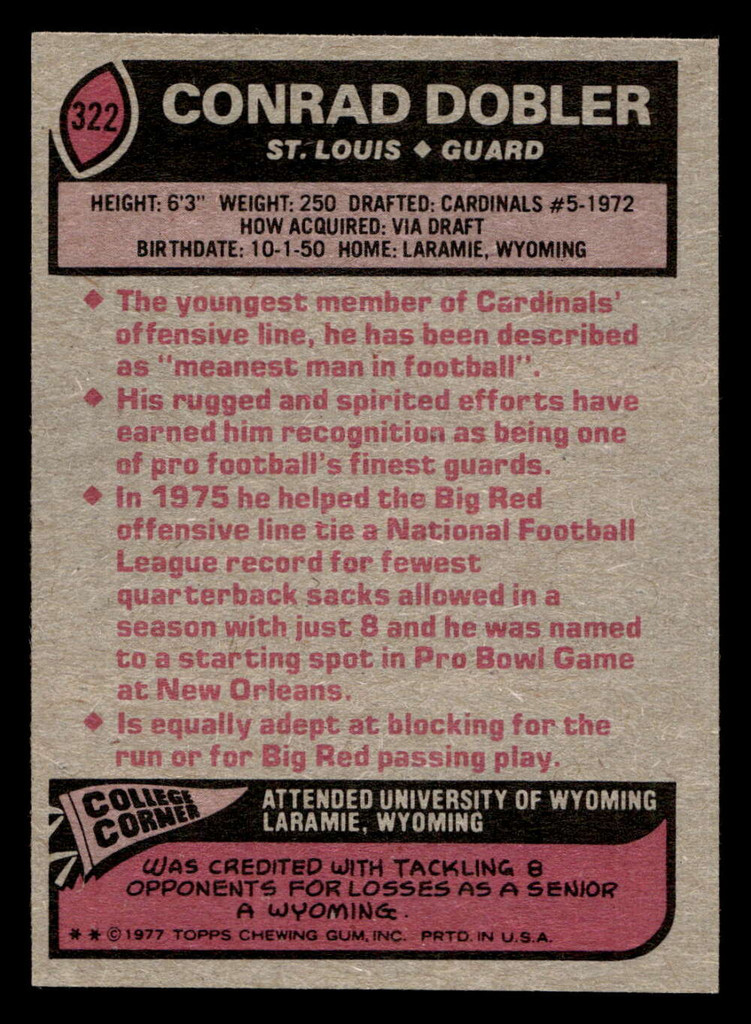 322
CONRAD DOBLER
ST. LOUIS ◆ GUARD
HEIGHT: 6'3" WEIGHT: 250 DRAFTED: CARDINALS #5-1972
HOW ACQUIRED: VIA DRAFT
BIRTHDATE: 10-1-50 HOME: LARAMIE, WYOMING
◆ The youngest member of Cardinals'
offensive line, he has been described
as "meanest man in football".
◆ His rugged and spirited efforts have
earned him recognition as being one
of pro football's finest guards.
◆ In 1975 he helped the Big Red
offensive line tie a National Football
League record for fewest
quarterback sacks allowed in a
season with just 8 and he was named
to a starting spot in Pro Bowl Game
at New Orleans.
◆ Is equally adept at blocking for the
run or for Big Red passing play.
COLLEGE
CORNER
ATTENDED UNIVERSITY OF WYOMING
LARAMIE, WYOMING
WAS CREDITED WITH TACKLING 8
OPPONENTS FOR LOSSES AS A SENIOR
A WYOMING.
* * © 1977 TOPPS CHEWING GUM, INC. PRTD. IN U.S.A.